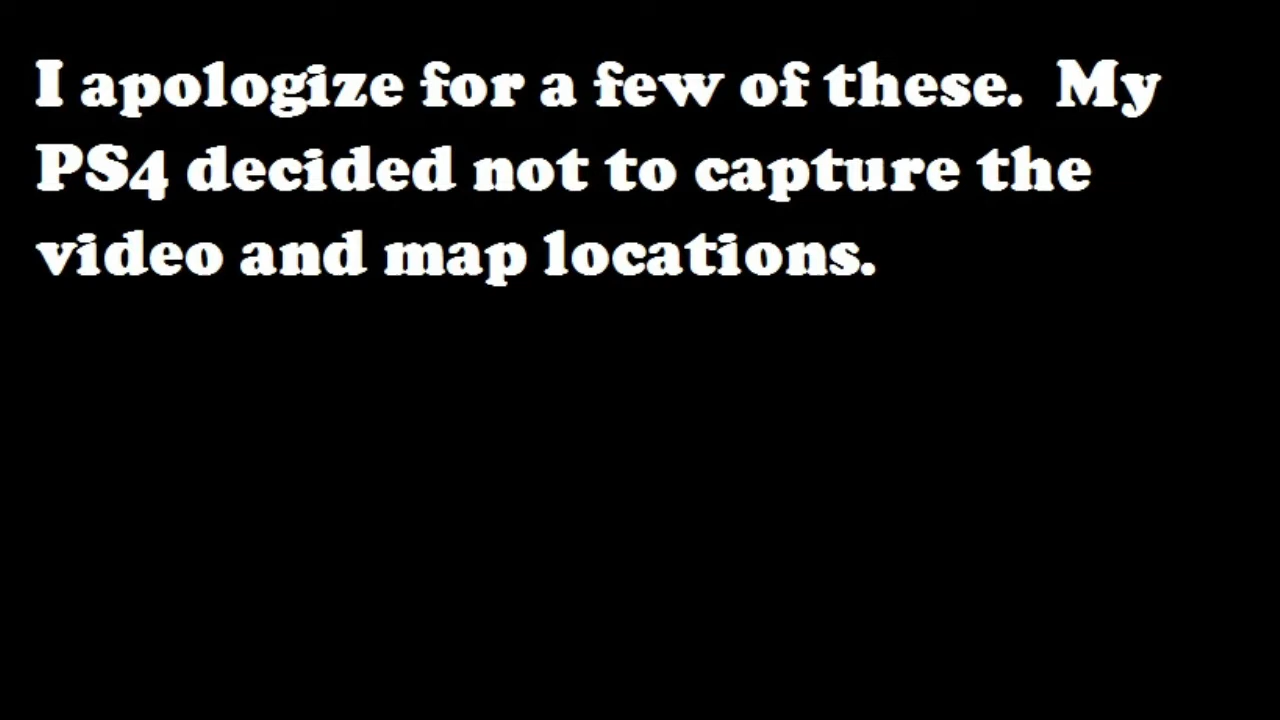 I apologize for a few of these.  My
PS4 decided not to capture the
video and map locations.